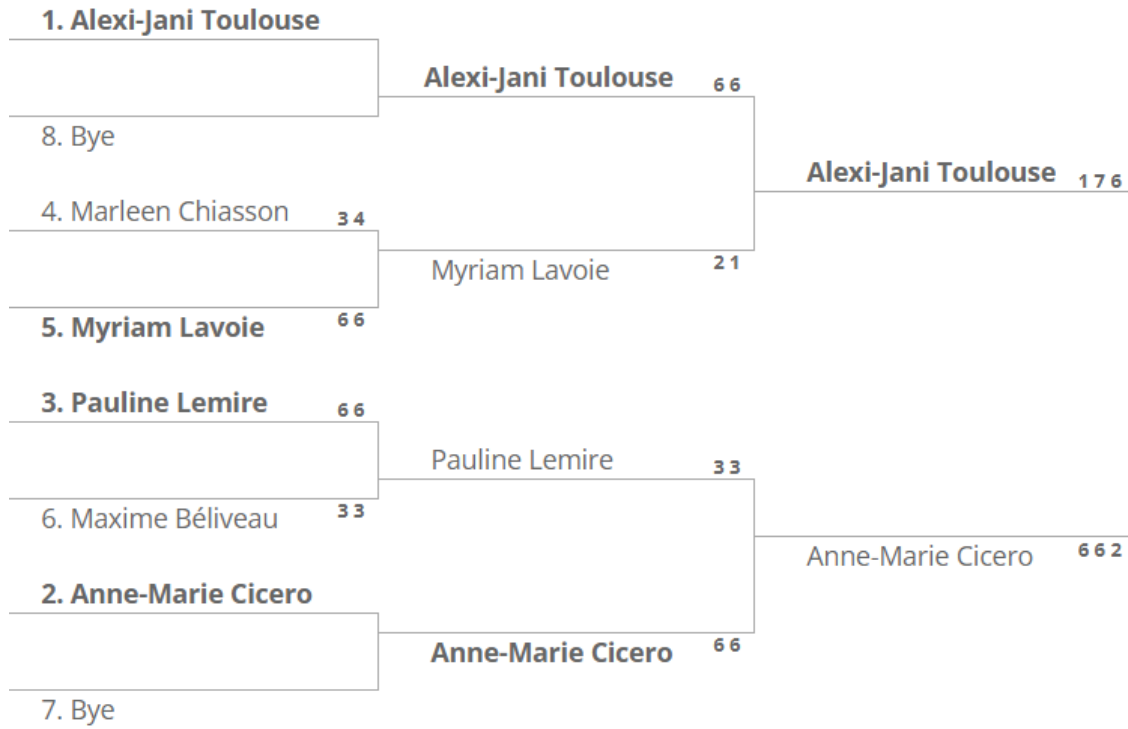 1. Alexi-Jani Toulouse
Alexi-Jani Toulouse 6 6
8. Bye
Alexi-Jani Toulouse 1 7 6
4. Marleen Chiasson 3 4
Myriam Lavoie 2 1
5. Myriam Lavoie 6 6
3. Pauline Lemire 6 6
Pauline Lemire 3 3
6. Maxime Béliveau 3 3
Anne-Marie Cicero 6 6 2
2. Anne-Marie Cicero
Anne-Marie Cicero 6 6
7. Bye